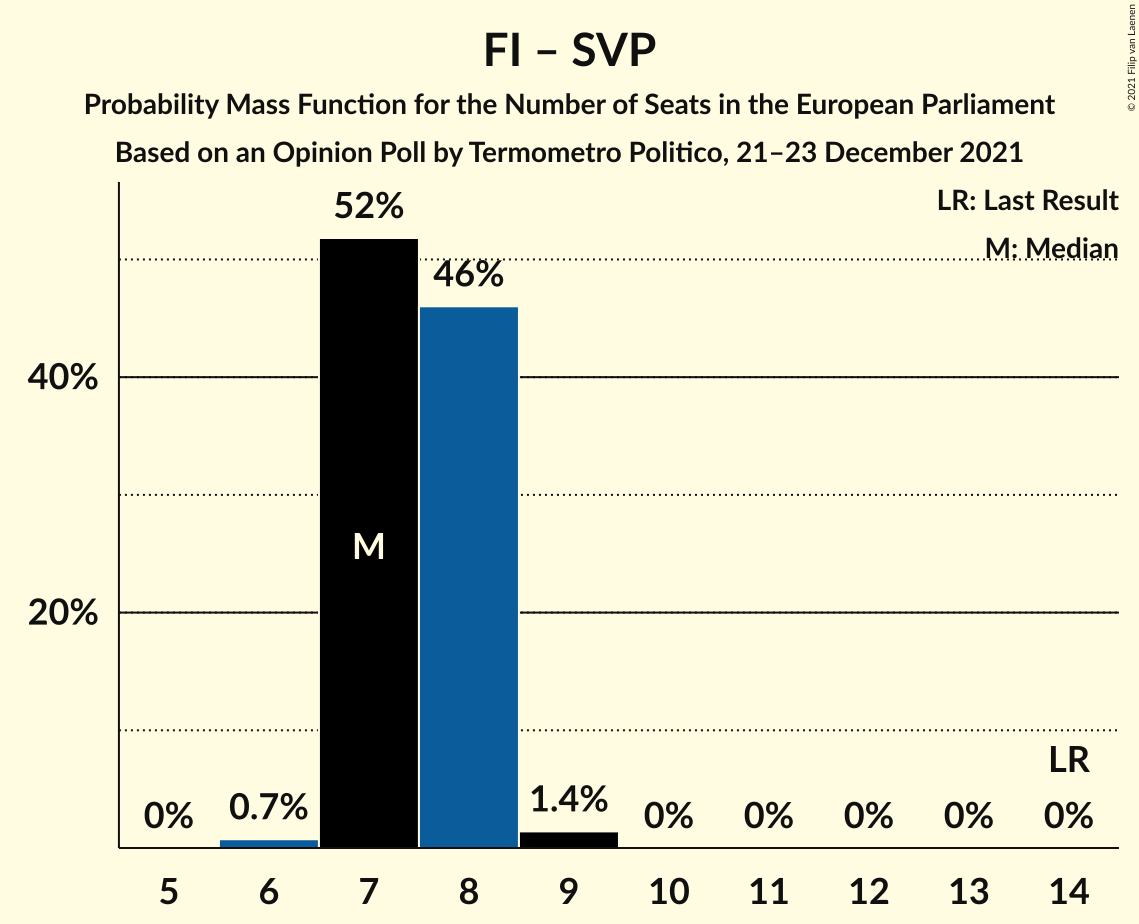 FI – SVP
Probability Mass Function for the Number of Seats in the European Parliament
Based on an Opinion Poll by Termometro Politico, 21–23 December 2021
© 2021 Filip van Laenen
LR: Last Result
M: Median
52%
46%
40%
M
20%
LR
0%
0.7%
1.4%
0%
0%
0%
0%
0%
5
6
7
8
9
10
11
12
13
14